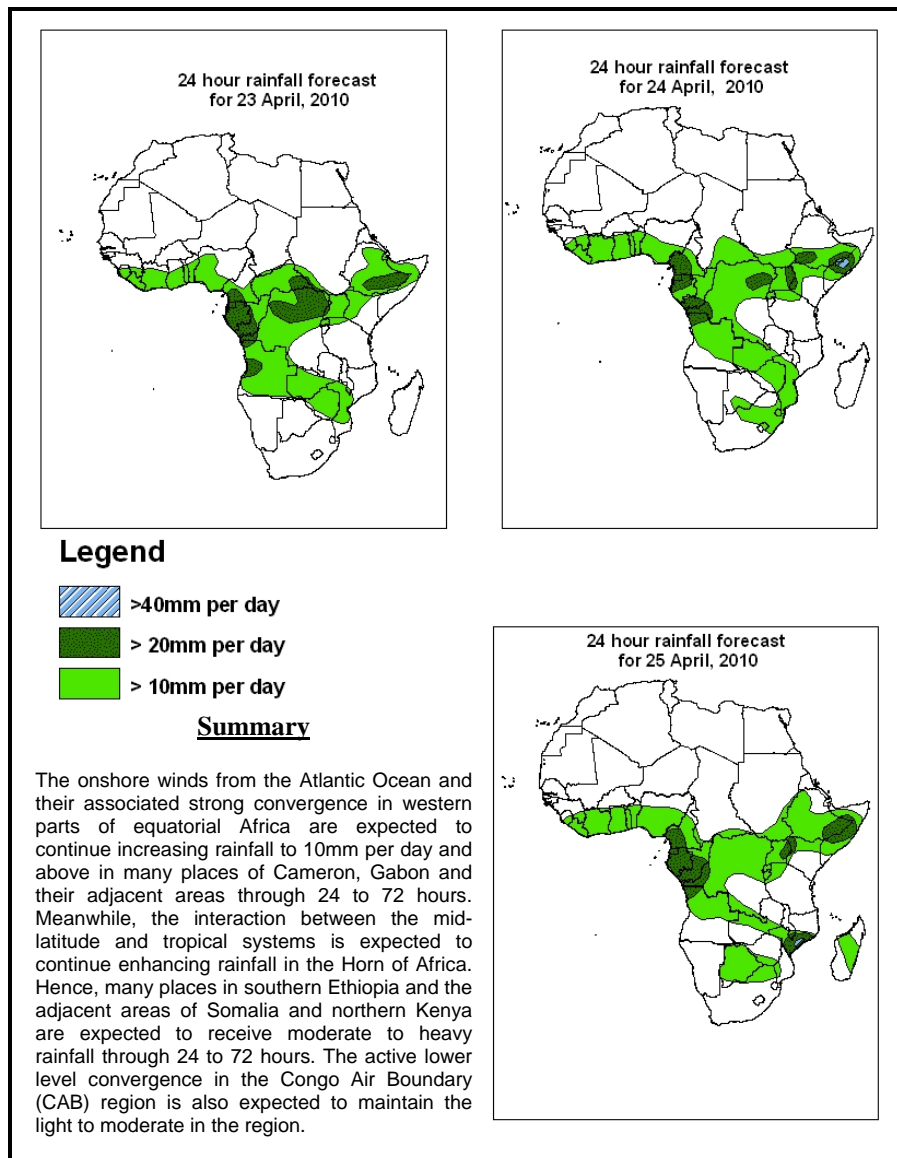 24 hour rainfall forecast
for 23 April, 2010
24 hour rainfall forecast
for 24 April, 2010
Legend
>40mm per day
> 20mm per day
> 10mm per day
24 hour rainfall forecast
for 25 April, 2010
Summary
The onshore winds from the Atlantic Ocean and
their associated strong convergence in western
parts of equatorial Africa are expected to
continue increasing rainfall to 10mm per day and
above in many places of Cameron, Gabon and
their adjacent areas through 24 to 72 hours.
Meanwhile, the interaction between the mid-
latitude and tropical systems is expected to
continue enhancing rainfall in the Horn of Africa.
Hence, many places in southern Ethiopia and the
adjacent areas of Somalia and northern Kenya
are expected to receive moderate to heavy
rainfall through 24 to 72 hours. The active lower
level convergence in the Congo Air Boundary
(CAB) region is also expected to maintain the
light to moderate in the region.